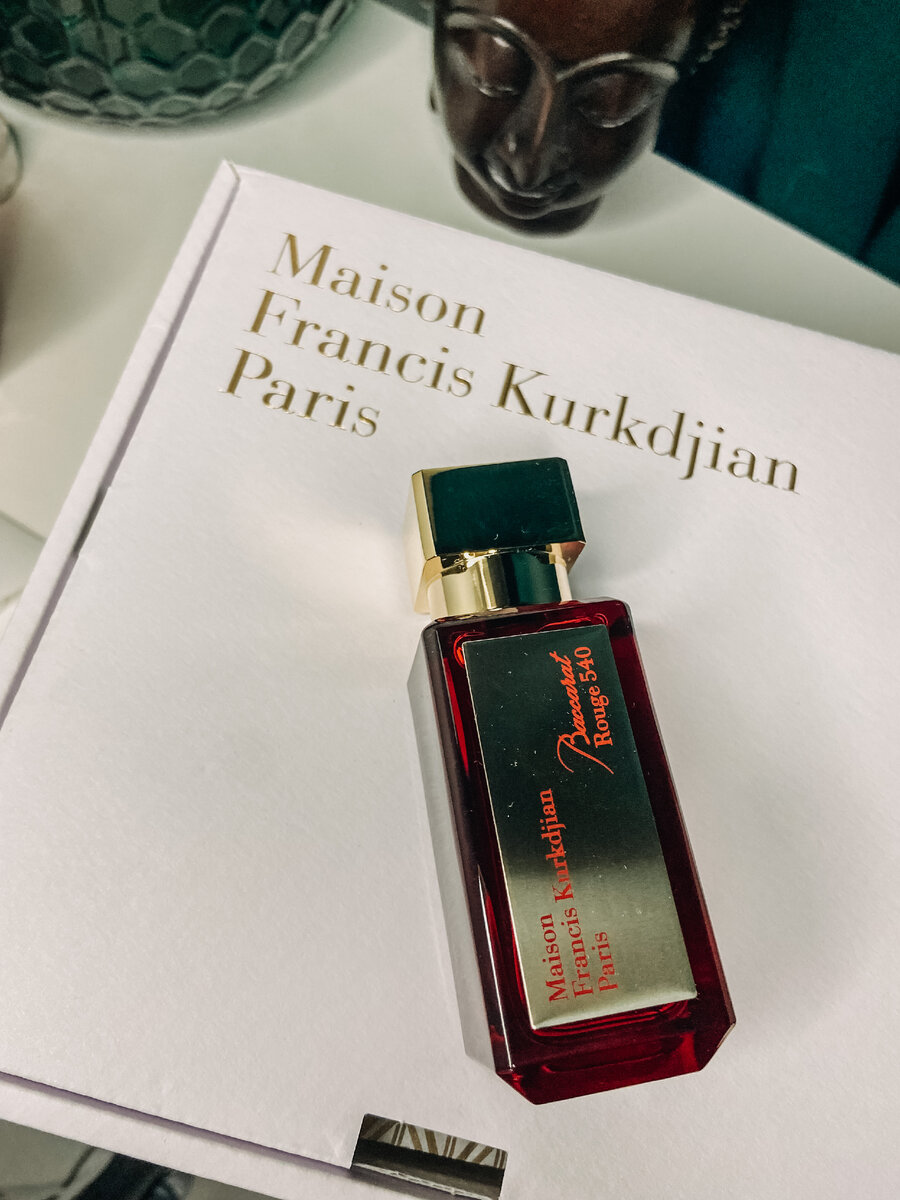 Maison
Francis Kurkdjian
Paris
Baccarat
Rouge 540
Maison
Francis Kurkdjian
Paris